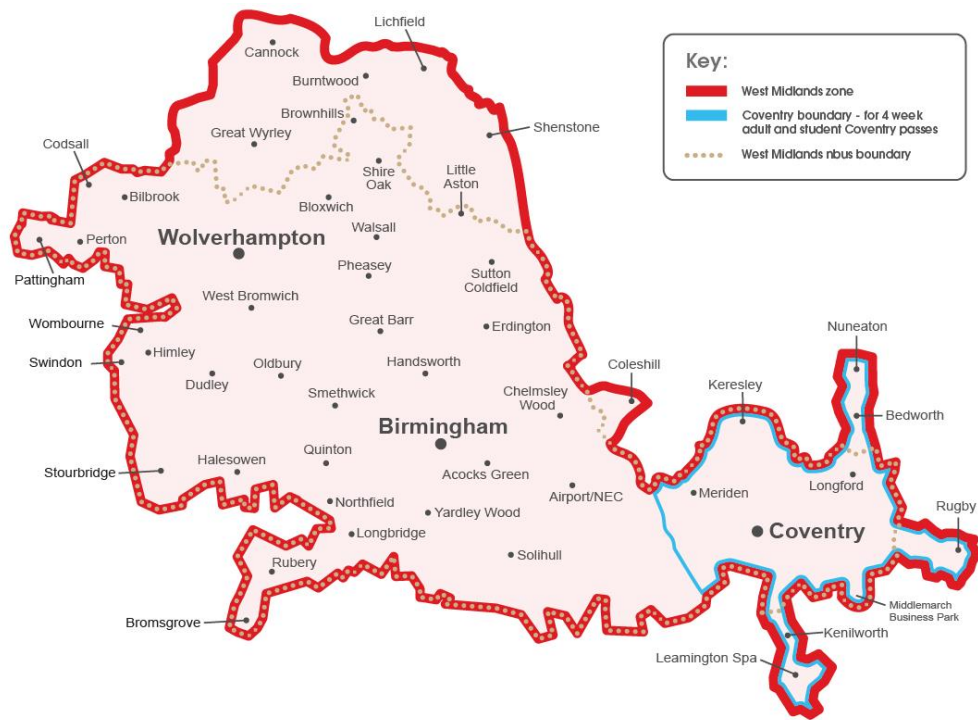 Lichfield
Cannock
Burntwood
Brownhills
Great Wyrley
Shenstone
Codsall
Bilbrook
Shire
Oak
Little
Aston
Bloxwich
Walsall
Wolverhampton
Perton
Pattingham
Pheasey
Sutton
Coldfield
West Bromwich
Wombourne
Great Barr
Erdington
Himley
Swindon
Oldbury
Handsworth
Dudley
Smethwick
Chelmsley
Wood
Coleshill
Birmingham
Quinton
Halesowen
Stourbridge
Acocks Green
Airport/NEC
Northfield
Yardley Wood
Longbridge
Solihull
Rubery
Bromsgrove
Key:
West Midlands zone
Coventry boundary - for 4 week
adult and student Coventry passes
West Midlands nbus boundary
Nuneaton
Keresley
Bedworth
Longford
Meriden
Rugby
Coventry
Middlemarch
Business Park
Kenilworth
Leamington Spa